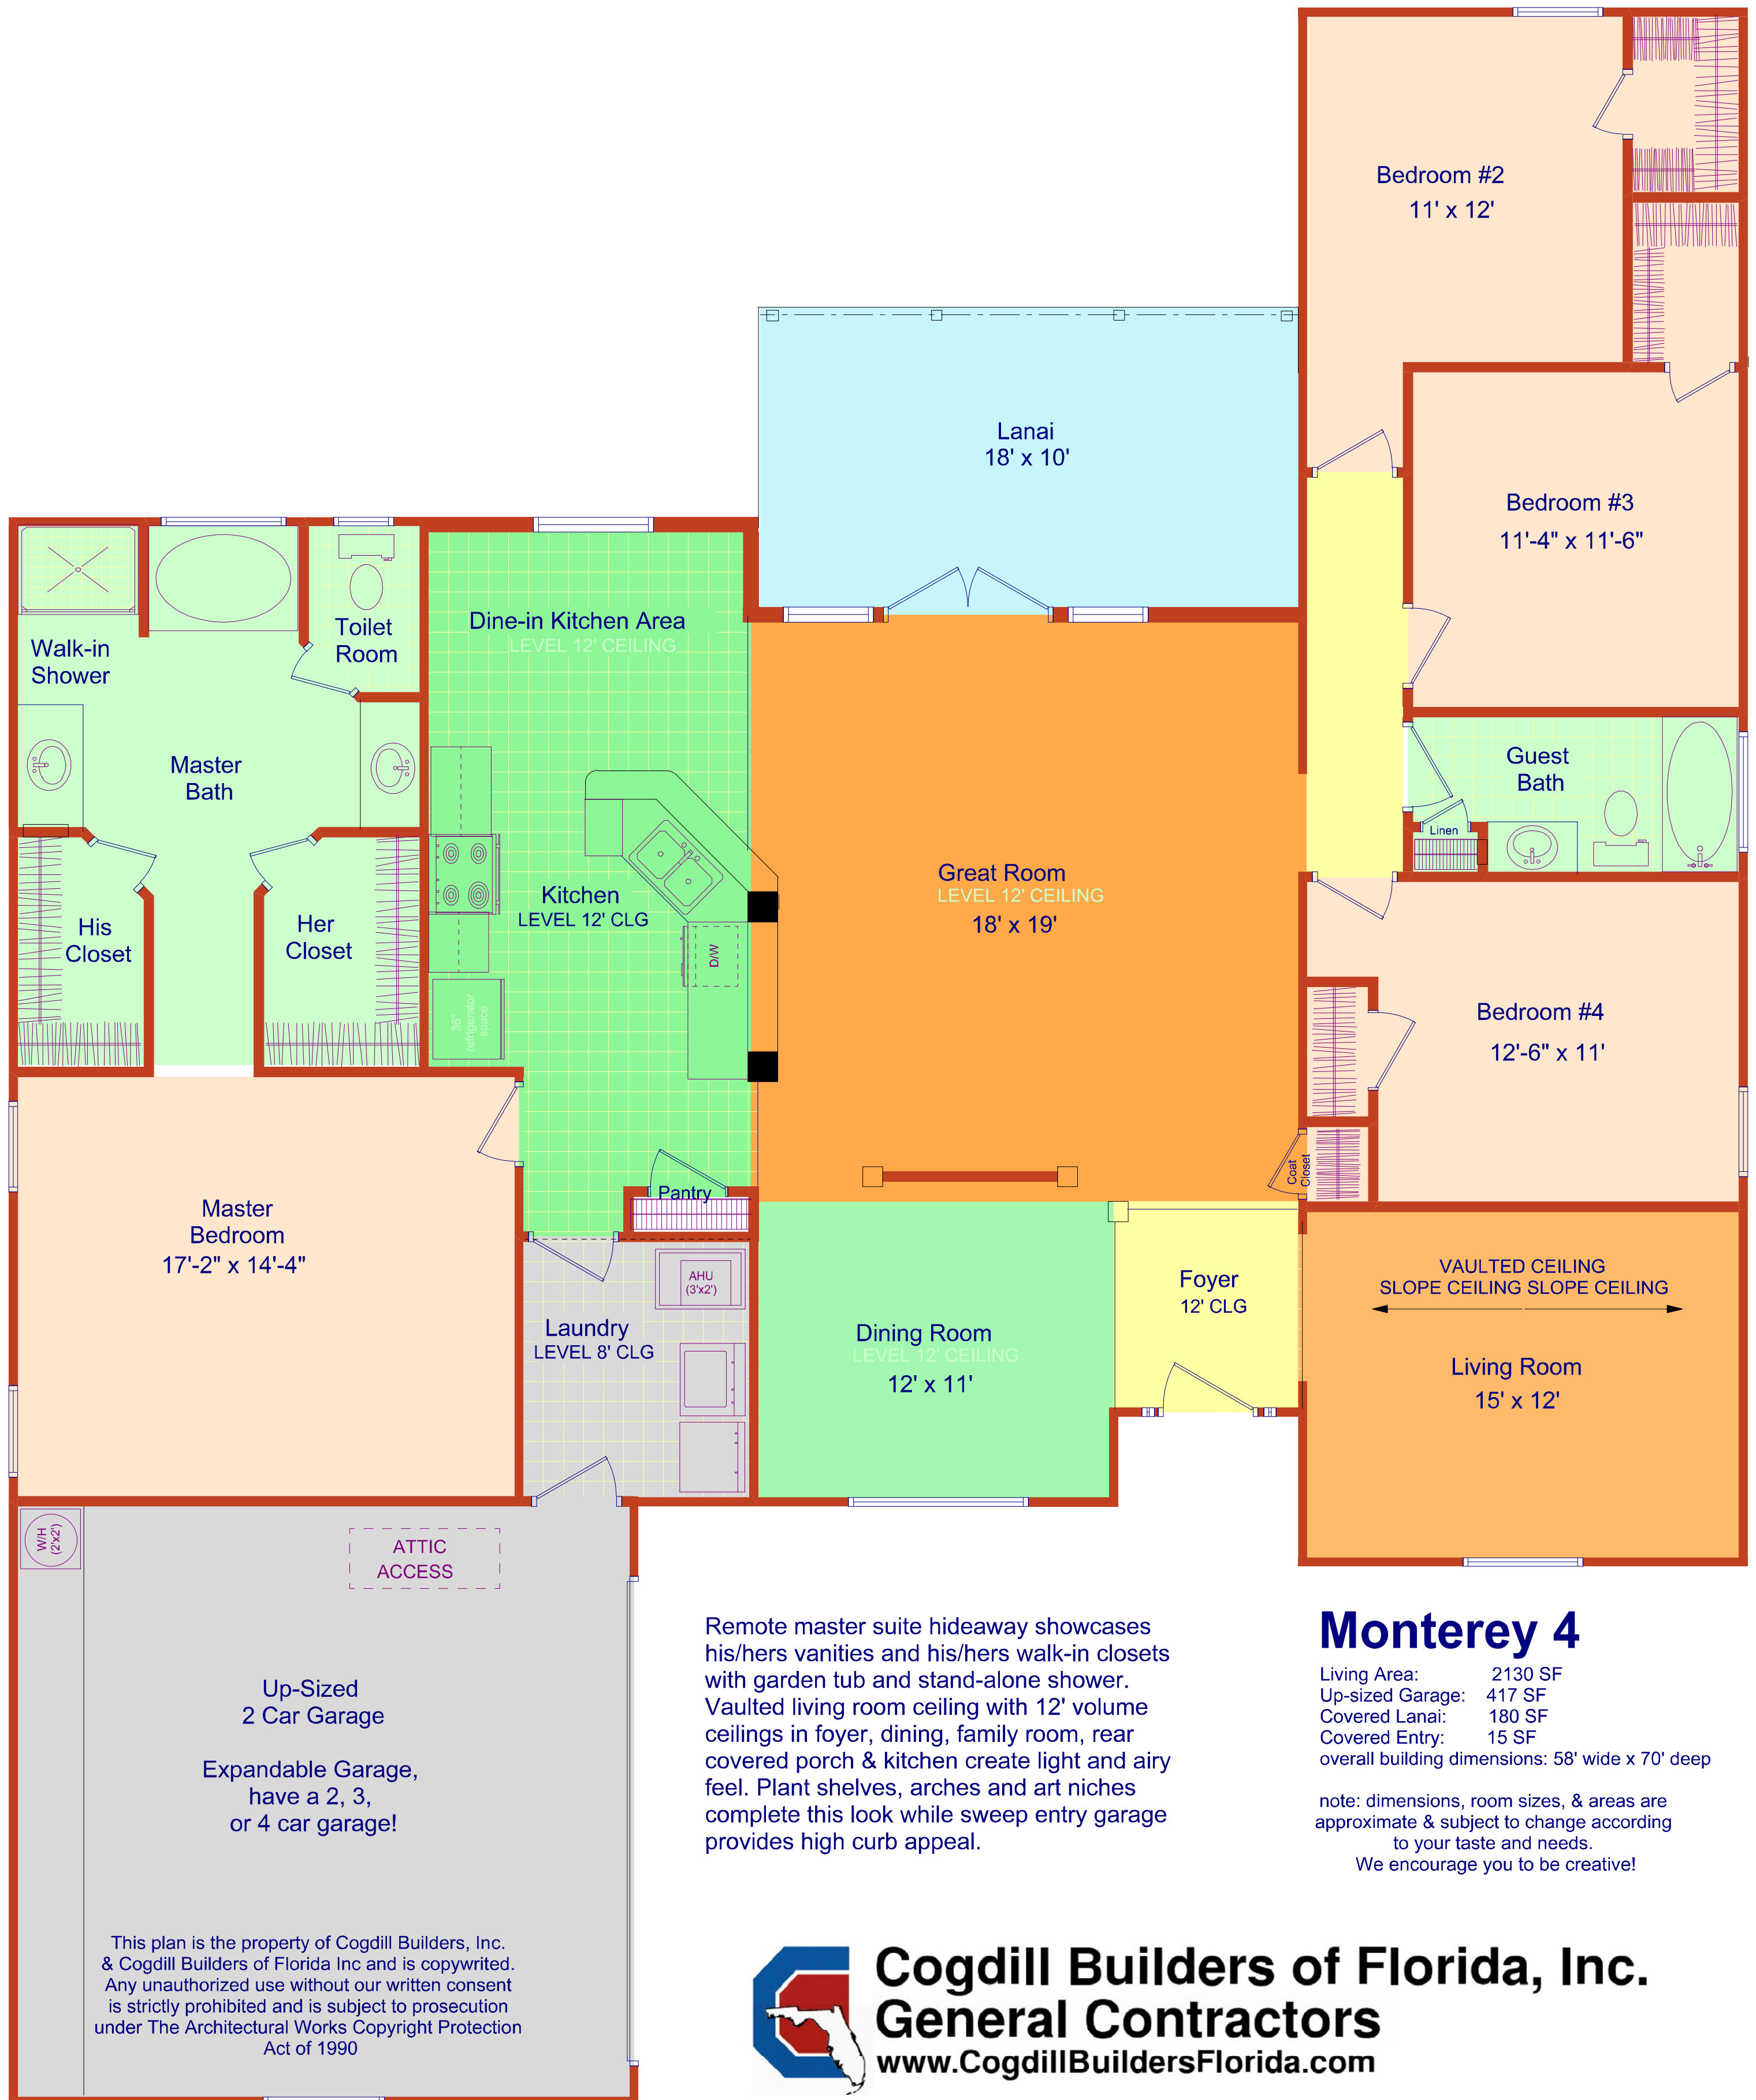 Bedroom #2
11' x 12'
Lanai
18' x 10'
Bedroom #3
11'-4" x 11'-6"
Dine-in Kitchen Area
LEVEL 12' CEILING
Toilet
Room
Walk-in
Shower
Master
Bath
Guest
Bath
Linen
Kitchen
LEVEL 12' CLG
Great Room
LEVEL 12' CEILING
18' x 19'
His
Closet
Her
Closet
D/W
36"
refrigerator
space
Bedroom #4
12'-6" x 11'
Coat
Closet
Pantry
Master
Bedroom
17'-2" x 14'-4"
AHU
(3'x2')
Laundry
LEVEL 8' CLG
Dining Room
LEVEL 12' CEILING
12' x 11'
Foyer
12' CLG
VAULTED CEILING
SLOPE CEILING SLOPE CEILING
Living Room
15' x 12'
W/H
(2'x2')
ATTIC
ACCESS
Up-Sized
2 Car Garage
Expandable Garage,
have a 2, 3,
or 4 car garage!
This plan is the property of Cogdill Builders, Inc.
& Cogdill Builders of Florida Inc and is copywrited.
Any unauthorized use without our written consent
is strictly prohibited and is subject to prosecution
under The Architectural Works Copyright Protection
Act of 1990
Remote master suite hideaway showcases
his/hers vanities and his/hers walk-in closets
with garden tub and stand-alone shower.
Vaulted living room ceiling with 12' volume
ceilings in foyer, dining, family room, rear
covered porch & kitchen create light and airy
feel. Plant shelves, arches and art niches
complete this look while sweep entry garage
provides high curb appeal.
Monterey 4
Living Area: 2130 SF
Up-sized Garage: 417 SF
Covered Lanai: 180 SF
Covered Entry: 15 SF
overall building dimensions: 58' wide x 70' deep
note: dimensions, room sizes, & areas are
approximate & subject to change according
to your taste and needs.
We encourage you to be creative!
Cogdill Builders of Florida, Inc.
General Contractors
www.CogdillBuildersFlorida.com